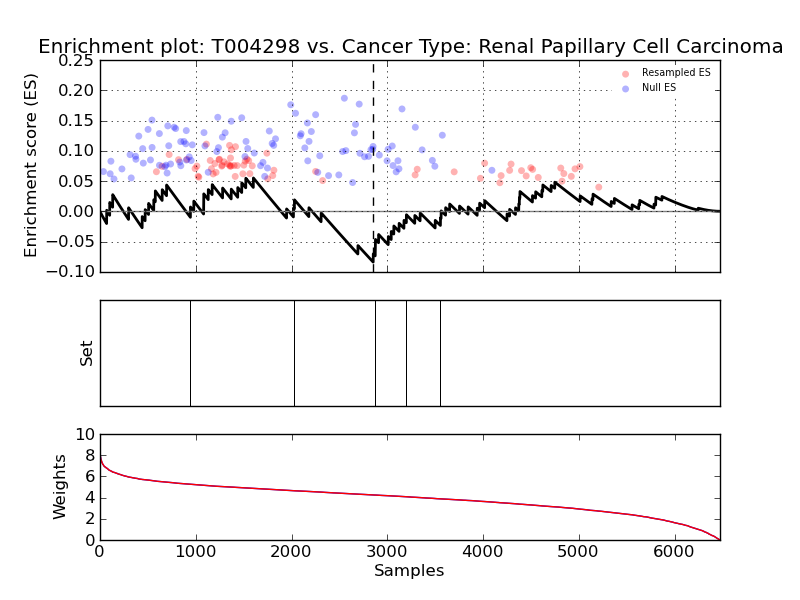 Enrichment plot: T004298 vs. Cancer Type: Renal Papillary Cell Carcinoma
Enrichment score (ES)
0.25
0.20
0.15
0.10
0.05
0.00
−0.05
−0.10
Resampled ES
Null ES
Set
Weights
10
8
6
4
2
0
0 1000 2000 3000 4000 5000 6000
Samples